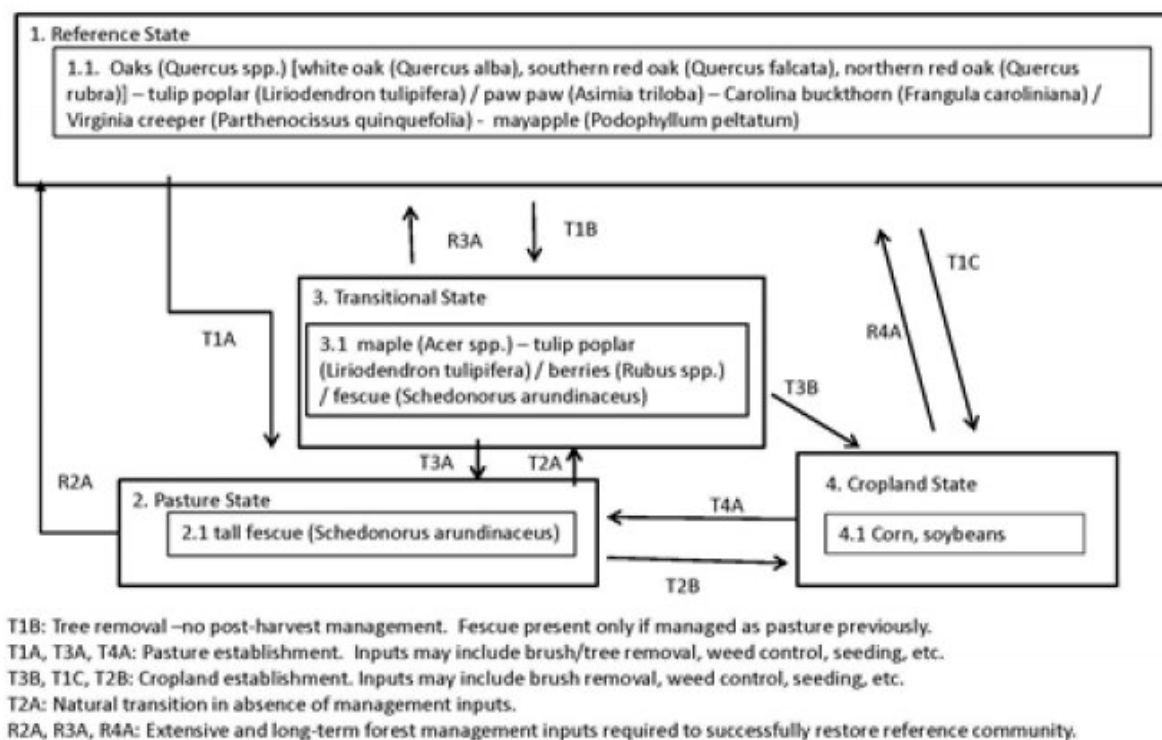 1. Reference State
1.1. Oaks (Quercus spp.) [white oak (Quercus alba), southern red oak (Quercus falcata), northern red oak (Quercus
rubra)] – tulip poplar (Liriodendron tulipifera) / paw paw (Asimia triloba) – Carolina buckthorn (Frangula caroliniana) /
Virginia creeper (Parthenocissus quinquefolia) - mayapple (Podophyllum peltatum)
R3A
T1B
T1C
R4A
T1A
3. Transitional State
3.1 maple (Acer spp.) – tulip poplar
(Liriodendron tulipifera) / berries (Rubus spp.)
/ fescue (Schedonorus arundinaceus)
T3B
R2A
T3A
T2A
2. Pasture State
2.1 tall fescue (Schedonorus arundinaceus)
T4A
T2B
4. Cropland State
4.1 Corn, soybeans
T1B: Tree removal –no post-harvest management. Fescue present only if managed as pasture previously.
T1A, T3A, T4A: Pasture establishment. Inputs may include brush/tree removal, weed control, seeding, etc.
T3B, T1C, T2B: Cropland establishment. Inputs may include brush removal, weed control, seeding, etc.
T2A: Natural transition in absence of management inputs.
R2A, R3A, R4A: Extensive and long-term forest management inputs required to successfully restore reference community.